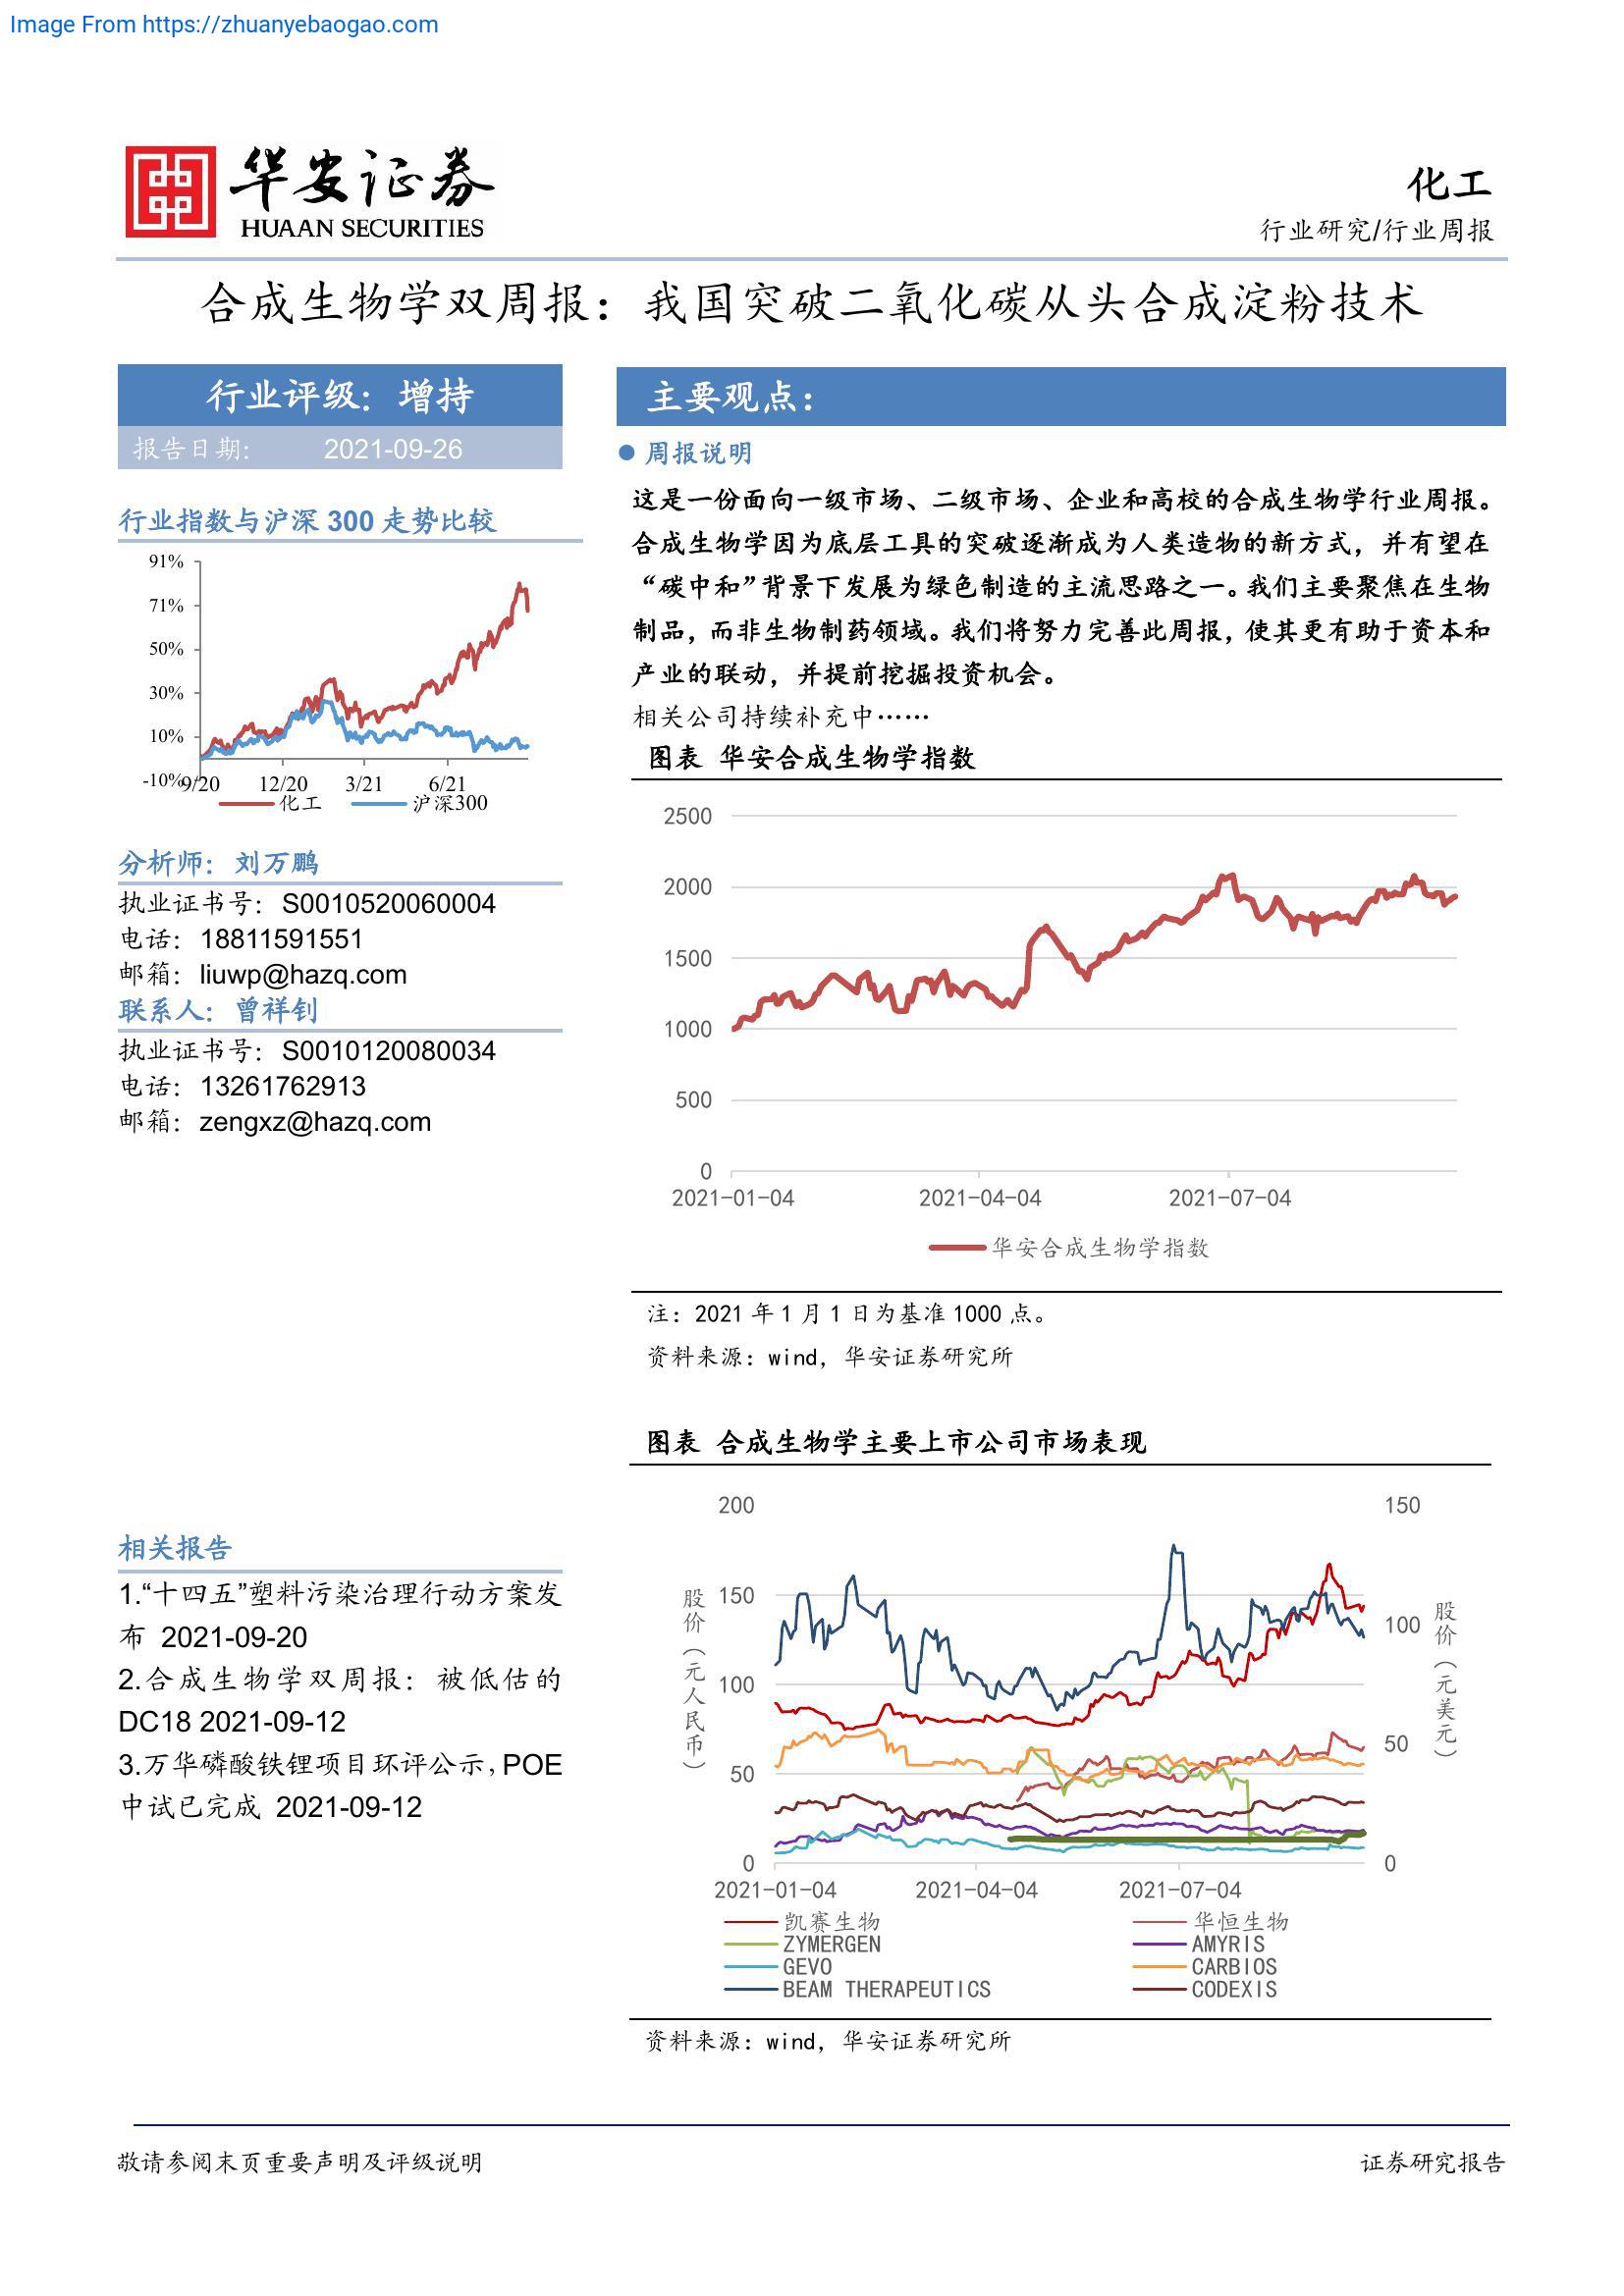 Image From https://zhuanyebaogao.com
华安证券
HUAAN SECURITIES
化工
行业研究/行业周报
合成生物学双周报：我国突破二氧化碳从头合成淀粉技术
行业评级：增持
报告日期： 2021-09-26
行业指数与沪深 300 走势比较
91%
71%
50%
30%
10%
-10%
9/20 12/20 3/21 6/21
化工 沪深300
分析师：刘万鹏
执业证书号：S0010520060004
电话：18811591551
邮箱：liuwp@hazq.com
联系人：曾祥钊
执业证书号：S0010120080034
电话：13261762913
邮箱：zengxz@hazq.com
相关报告
1.“十四五”塑料污染治理行动方案发
布 2021-09-20
2.合成生物学双周报：被低估的
DC18 2021-09-12
3.万华磷酸铁锂项目环评公示，POE
中试已完成 2021-09-12
主要观点：
周报说明
这是一份面向一级市场、二级市场、企业和高校的合成生物学行业周报。
合成生物学因为底层工具的突破逐渐成为人类造物的新方式，并有望在
“碳中和”背景下发展为绿色制造的主流思路之一。我们主要聚焦在生物
制品，而非生物制药领域。我们将努力完善此周报，使其更有助于资本和
产业的联动，并提前挖掘投资机会。
相关公司持续补充中……
图表 华安合成生物学指数
2500
2000
1500
1000
500
0
2021-01-04 2021-04-04 2021-07-04
华安合成生物学指数
注：2021 年 1 月 1 日为基准 1000 点。
资料来源：wind，华安证券研究所
图表 合成生物学主要上市公司市场表现
200
150
100
50
0
股价（元人民币）
150
100
50
0
股价（元美元）
2021-01-04 2021-04-04 2021-07-04
凯赛生物 华恒生物
ZYMERGEN AMYRIS
GEVO CARBIOS
BEAM THERAPEUTICS CODEXIS
资料来源：wind，华安证券研究所
敬请参阅末页重要声明及评级说明 证券研究报告